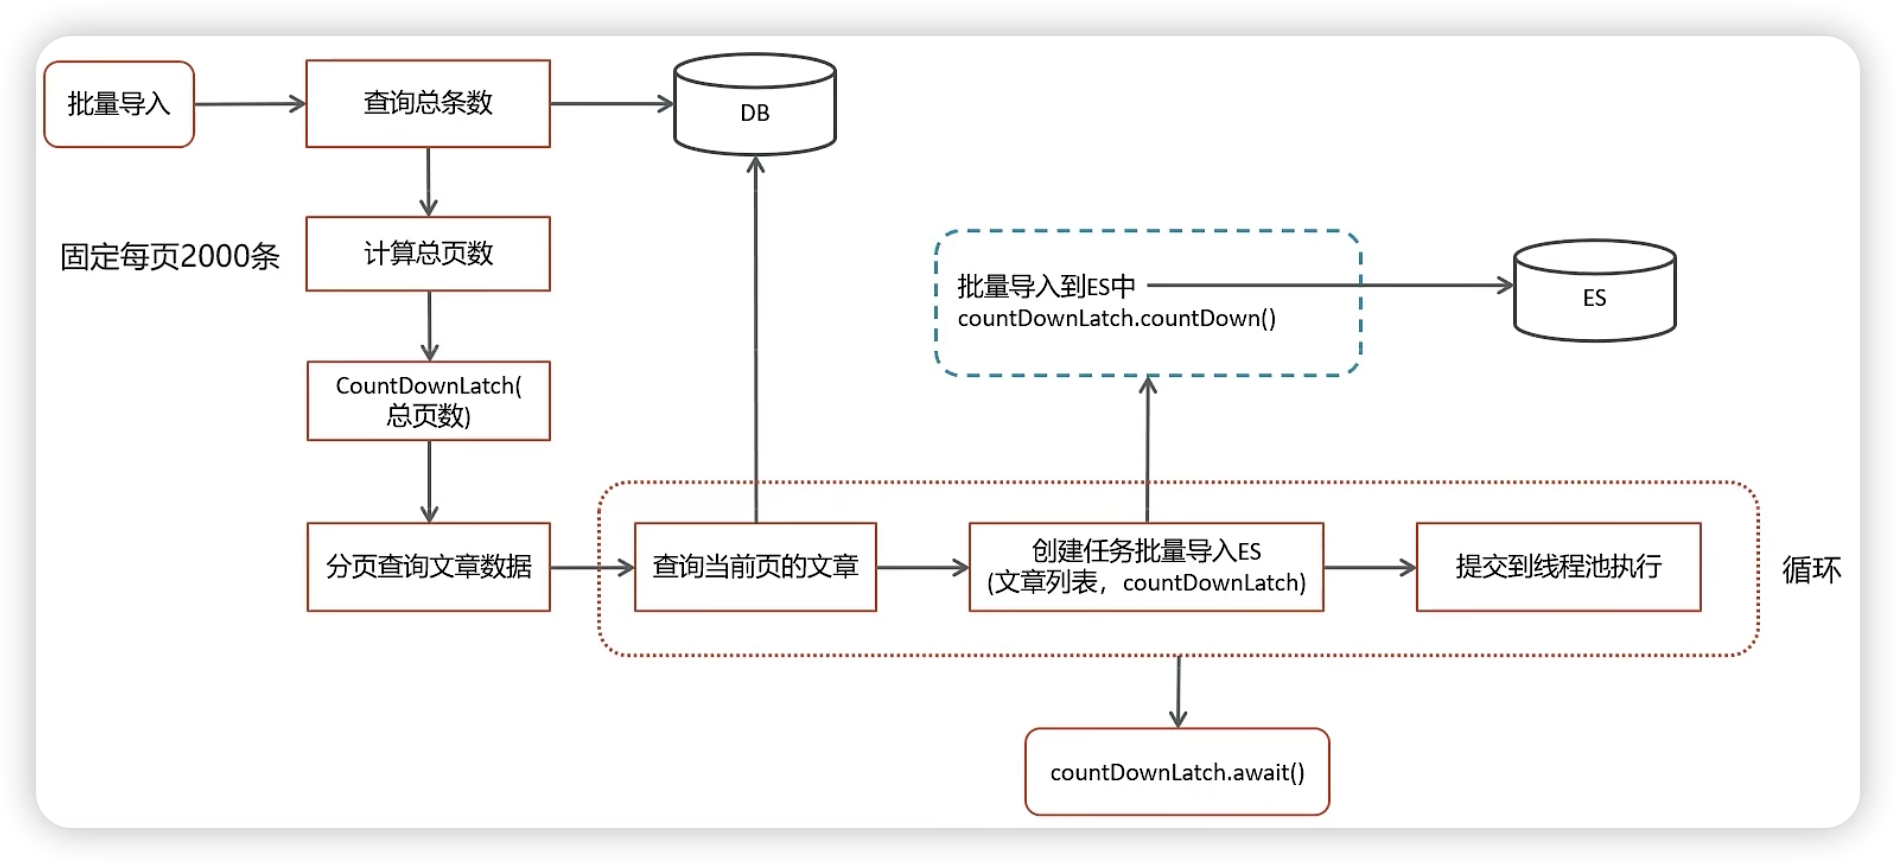 批量导入
查询总条数
DB
固定每页2000条
计算总页数
批量导入到ES中
countDownLatch.countDown()
ES
CountDownLatch(
总页数)
分页查询文章数据
查询当前页的文章
创建任务批量导入ES
(文章列表，countDownLatch)
提交到线程池执行
循环
countDownLatch.await()